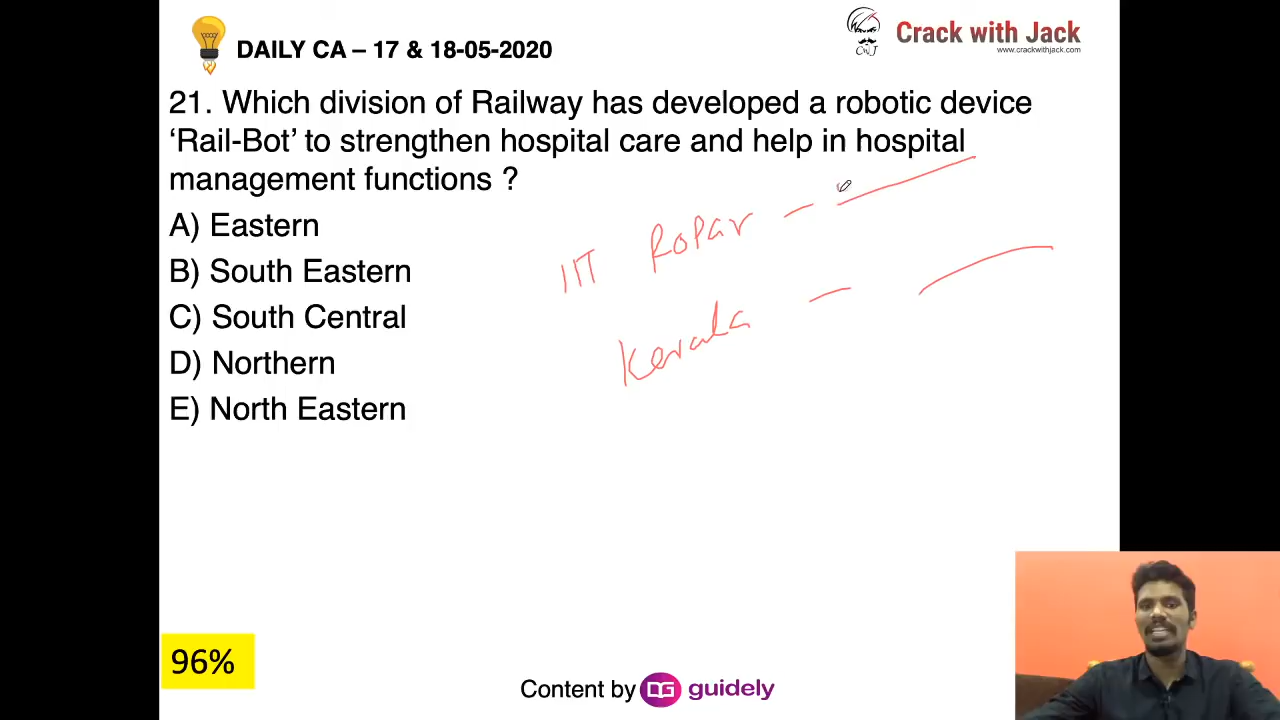 DAILY CA – 17 & 18-05-2020
Crack with Jack
www.crackwithjack.com
CwJ
21. Which division of Railway has developed a robotic device
‘Rail-Bot’ to strengthen hospital care and help in hospital
management functions ?
A) Eastern
B) South Eastern
C) South Central
D) Northern
E) North Eastern
IIT Ropar –
Kerala –
96%
Content by guidely